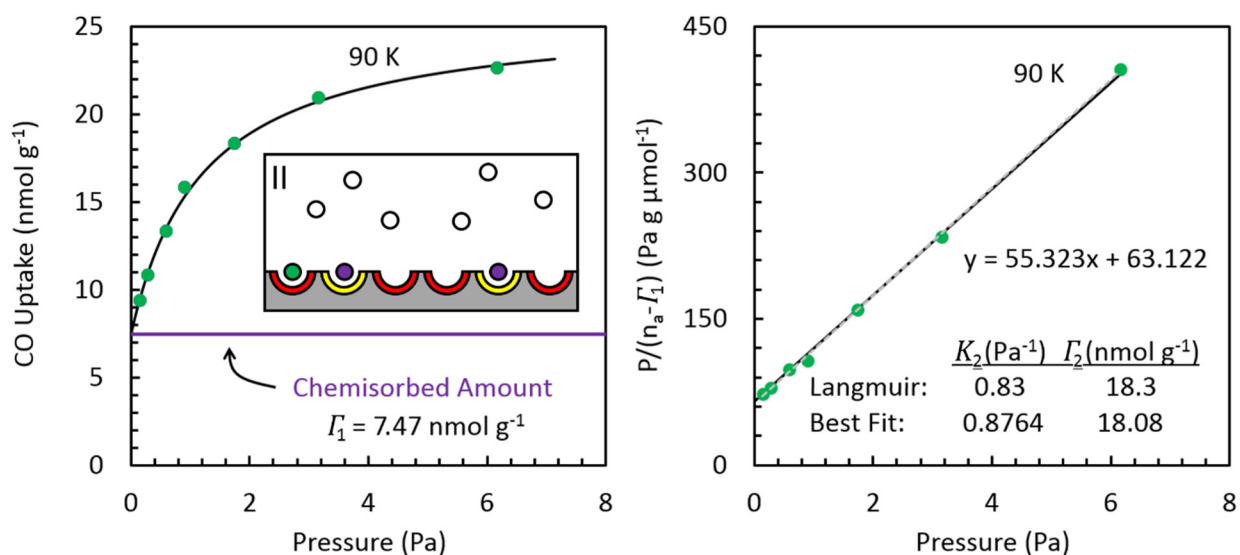 25
20
15
10
5
0
0
2
4
6
8
CO Uptake (nmol g⁻¹)
Pressure (Pa)
90 K
II
Chemisorbed Amount
Γ₁ = 7.47 nmol g⁻¹
450
300
150
0
0
2
4
6
8
P/(nₐ-Γ₁) (Pa g μmol⁻¹)
Pressure (Pa)
90 K
y = 55.323x + 63.122
K₂(Pa⁻¹) Γ₂(nmol g⁻¹)
Langmuir: 0.83 18.3
Best Fit: 0.8764 18.08